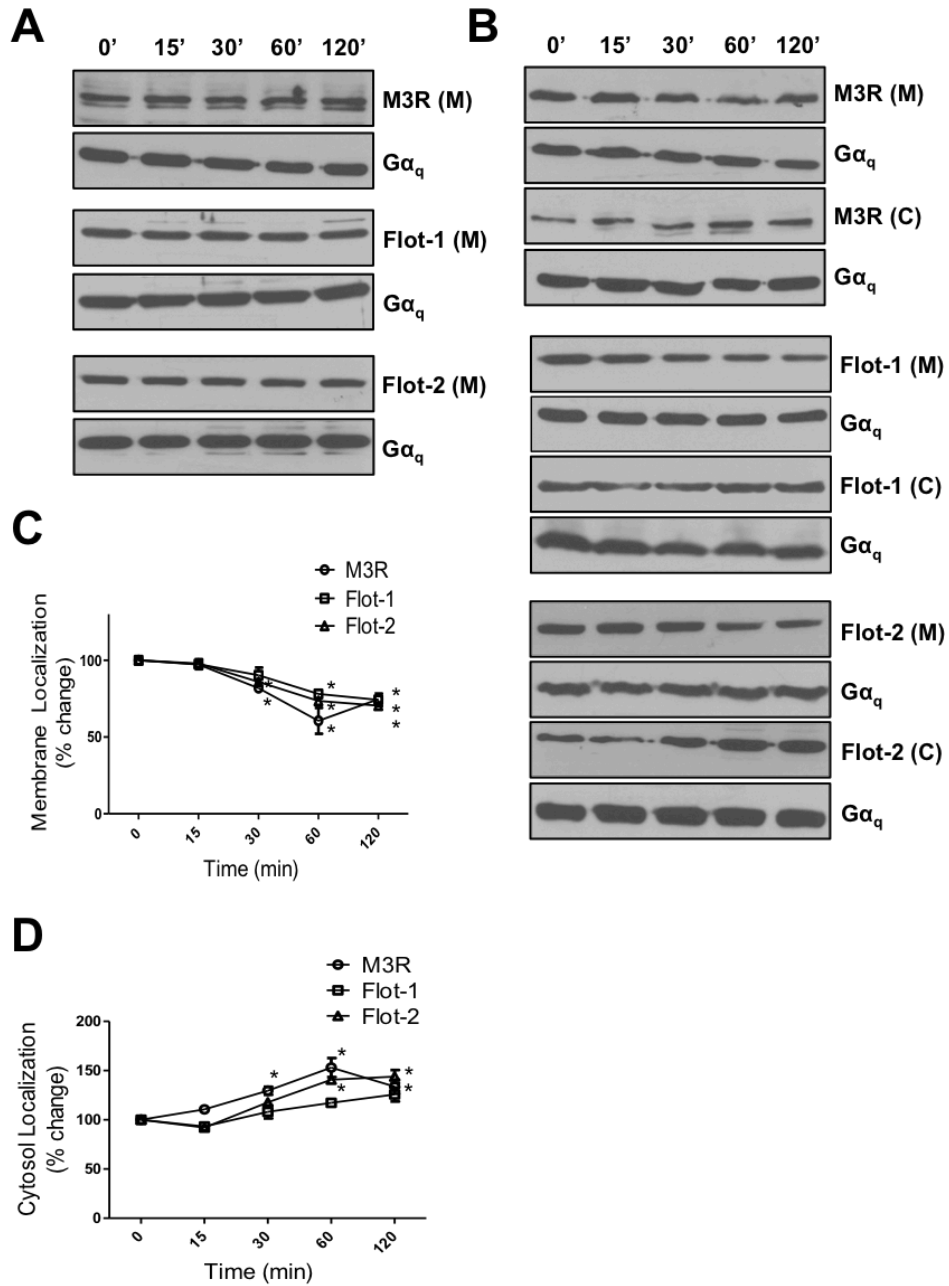 A
0’ 15’ 30’ 60’ 120’
M3R (M)
Gαq
Flot-1 (M)
Gαq
Flot-2 (M)
Gαq
B
0’ 15’ 30’ 60’ 120’
M3R (M)
Gαq
M3R (C)
Gαq
Flot-1 (M)
Gαq
Flot-1 (C)
Gαq
Flot-2 (M)
Gαq
Flot-2 (C)
Gαq
C
M3R
Flot-1
Flot-2
Membrane Localization
(% change)
100
50
0
* * * * * * * *
0 15 30 60 120
Time (min)
D
M3R
Flot-1
Flot-2
Cytosol Localization
(% change)
200
150
100
50
0
* * * * *
0 15 30 60 120
Time (min)